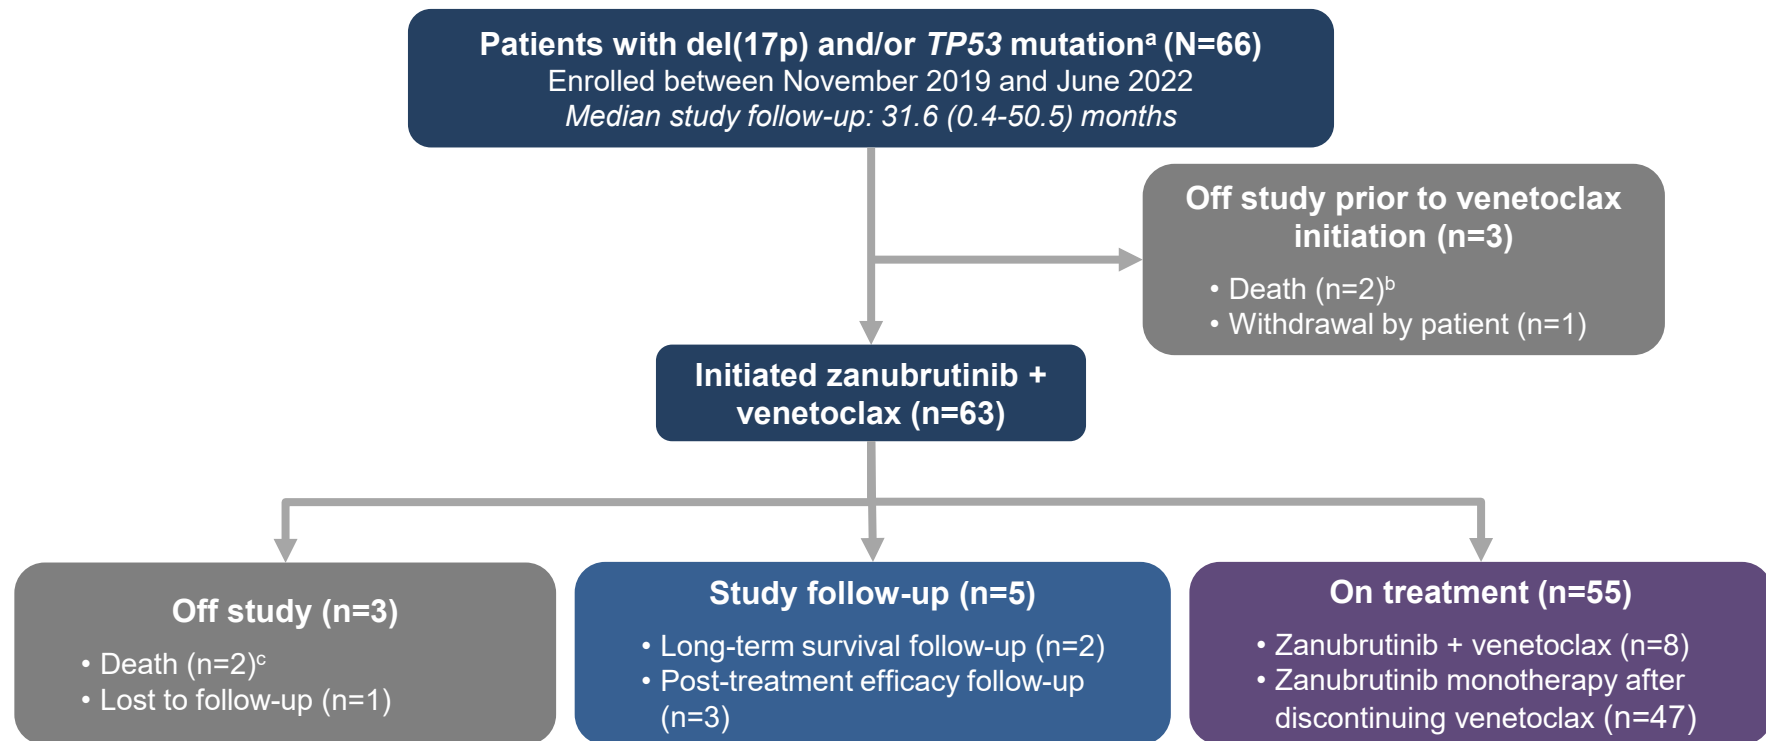 Patients with del(17p) and/or TP53 mutationᵃ (N=66)
Enrolled between November 2019 and June 2022
Median study follow-up: 31.6 (0.4-50.5) months
Off study prior to venetoclax
initiation (n=3)
• Death (n=2)ᵇ
• Withdrawal by patient (n=1)
Initiated zanubrutinib +
venetoclax (n=63)
Off study (n=3)
• Death (n=2)ᶜ
• Lost to follow-up (n=1)
Study follow-up (n=5)
• Long-term survival follow-up (n=2)
• Post-treatment efficacy follow-up
(n=3)
On treatment (n=55)
• Zanubrutinib + venetoclax (n=8)
• Zanubrutinib monotherapy after
discontinuing venetoclax (n=47)